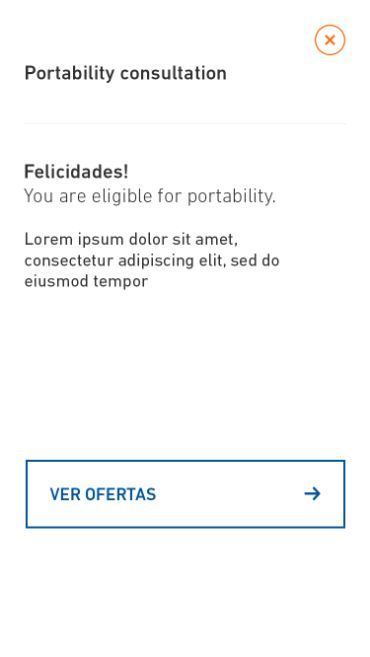 Portability consultation
Felicidades!
You are eligible for portability.
Lorem ipsum dolor sit amet,
consectetur adipiscing elit, sed do
eiusmod tempor
VER OFERTAS